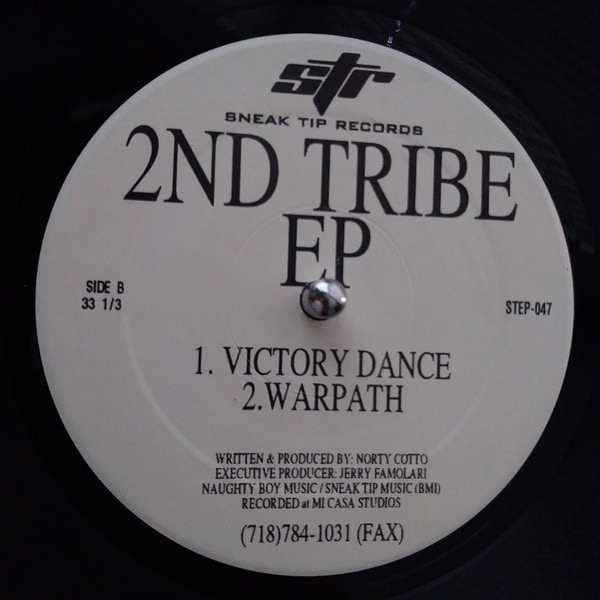 str
SNEAK TIP RECORDS
2ND TRIBE
EP
SIDE B
33 1/3
STEP-047
1. VICTORY DANCE
2.WARPATH
WRITTEN & PRODUCED BY: NORTY COTTO
EXECUTIVE PRODUCER: JERRY FAMOLARI
NAUGHTY BOY MUSIC / SNEAK TIP MUSIC (BMI)
RECORDED at MI CASA STUDIOS
(718)784-1031 (FAX)